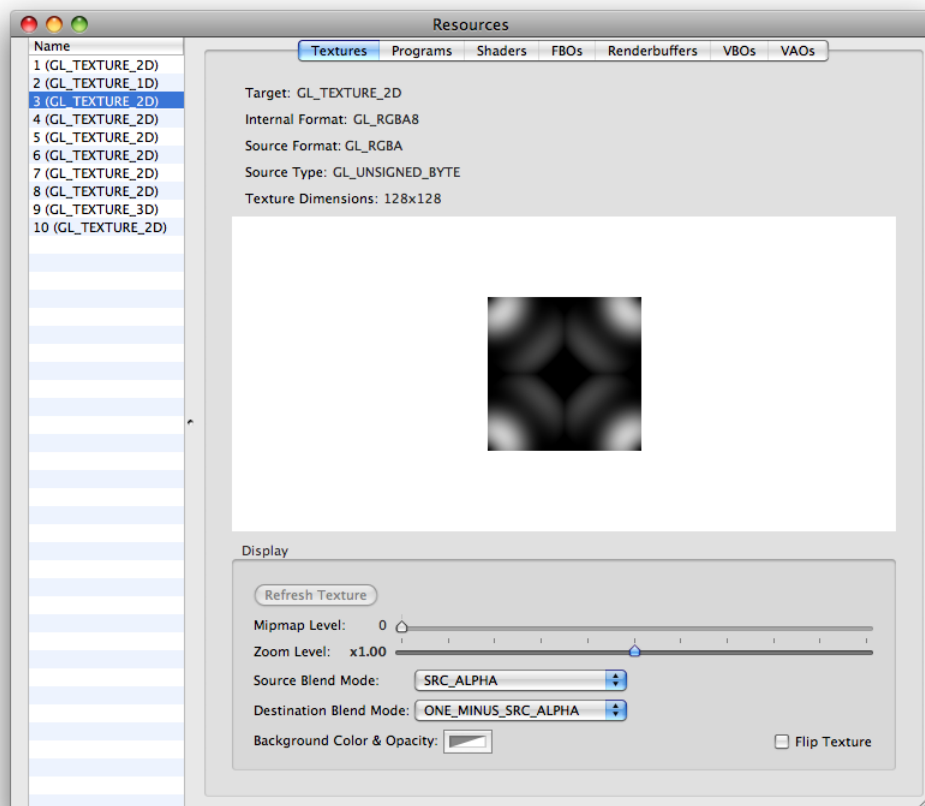 Resources
Name
1 (GL_TEXTURE_2D)
2 (GL_TEXTURE_1D)
3 (GL_TEXTURE_2D)
4 (GL_TEXTURE_2D)
5 (GL_TEXTURE_2D)
6 (GL_TEXTURE_2D)
7 (GL_TEXTURE_2D)
8 (GL_TEXTURE_2D)
9 (GL_TEXTURE_3D)
10 (GL_TEXTURE_2D)
Textures Programs Shaders FBOs Renderbuffers VBOs VAOs
Target: GL_TEXTURE_2D
Internal Format: GL_RGBA8
Source Format: GL_RGBA
Source Type: GL_UNSIGNED_BYTE
Texture Dimensions: 128x128
Display
Refresh Texture
Mipmap Level: 0
Zoom Level: x1.00
Source Blend Mode: SRC_ALPHA
Destination Blend Mode: ONE_MINUS_SRC_ALPHA
Background Color & Opacity: Flip Texture